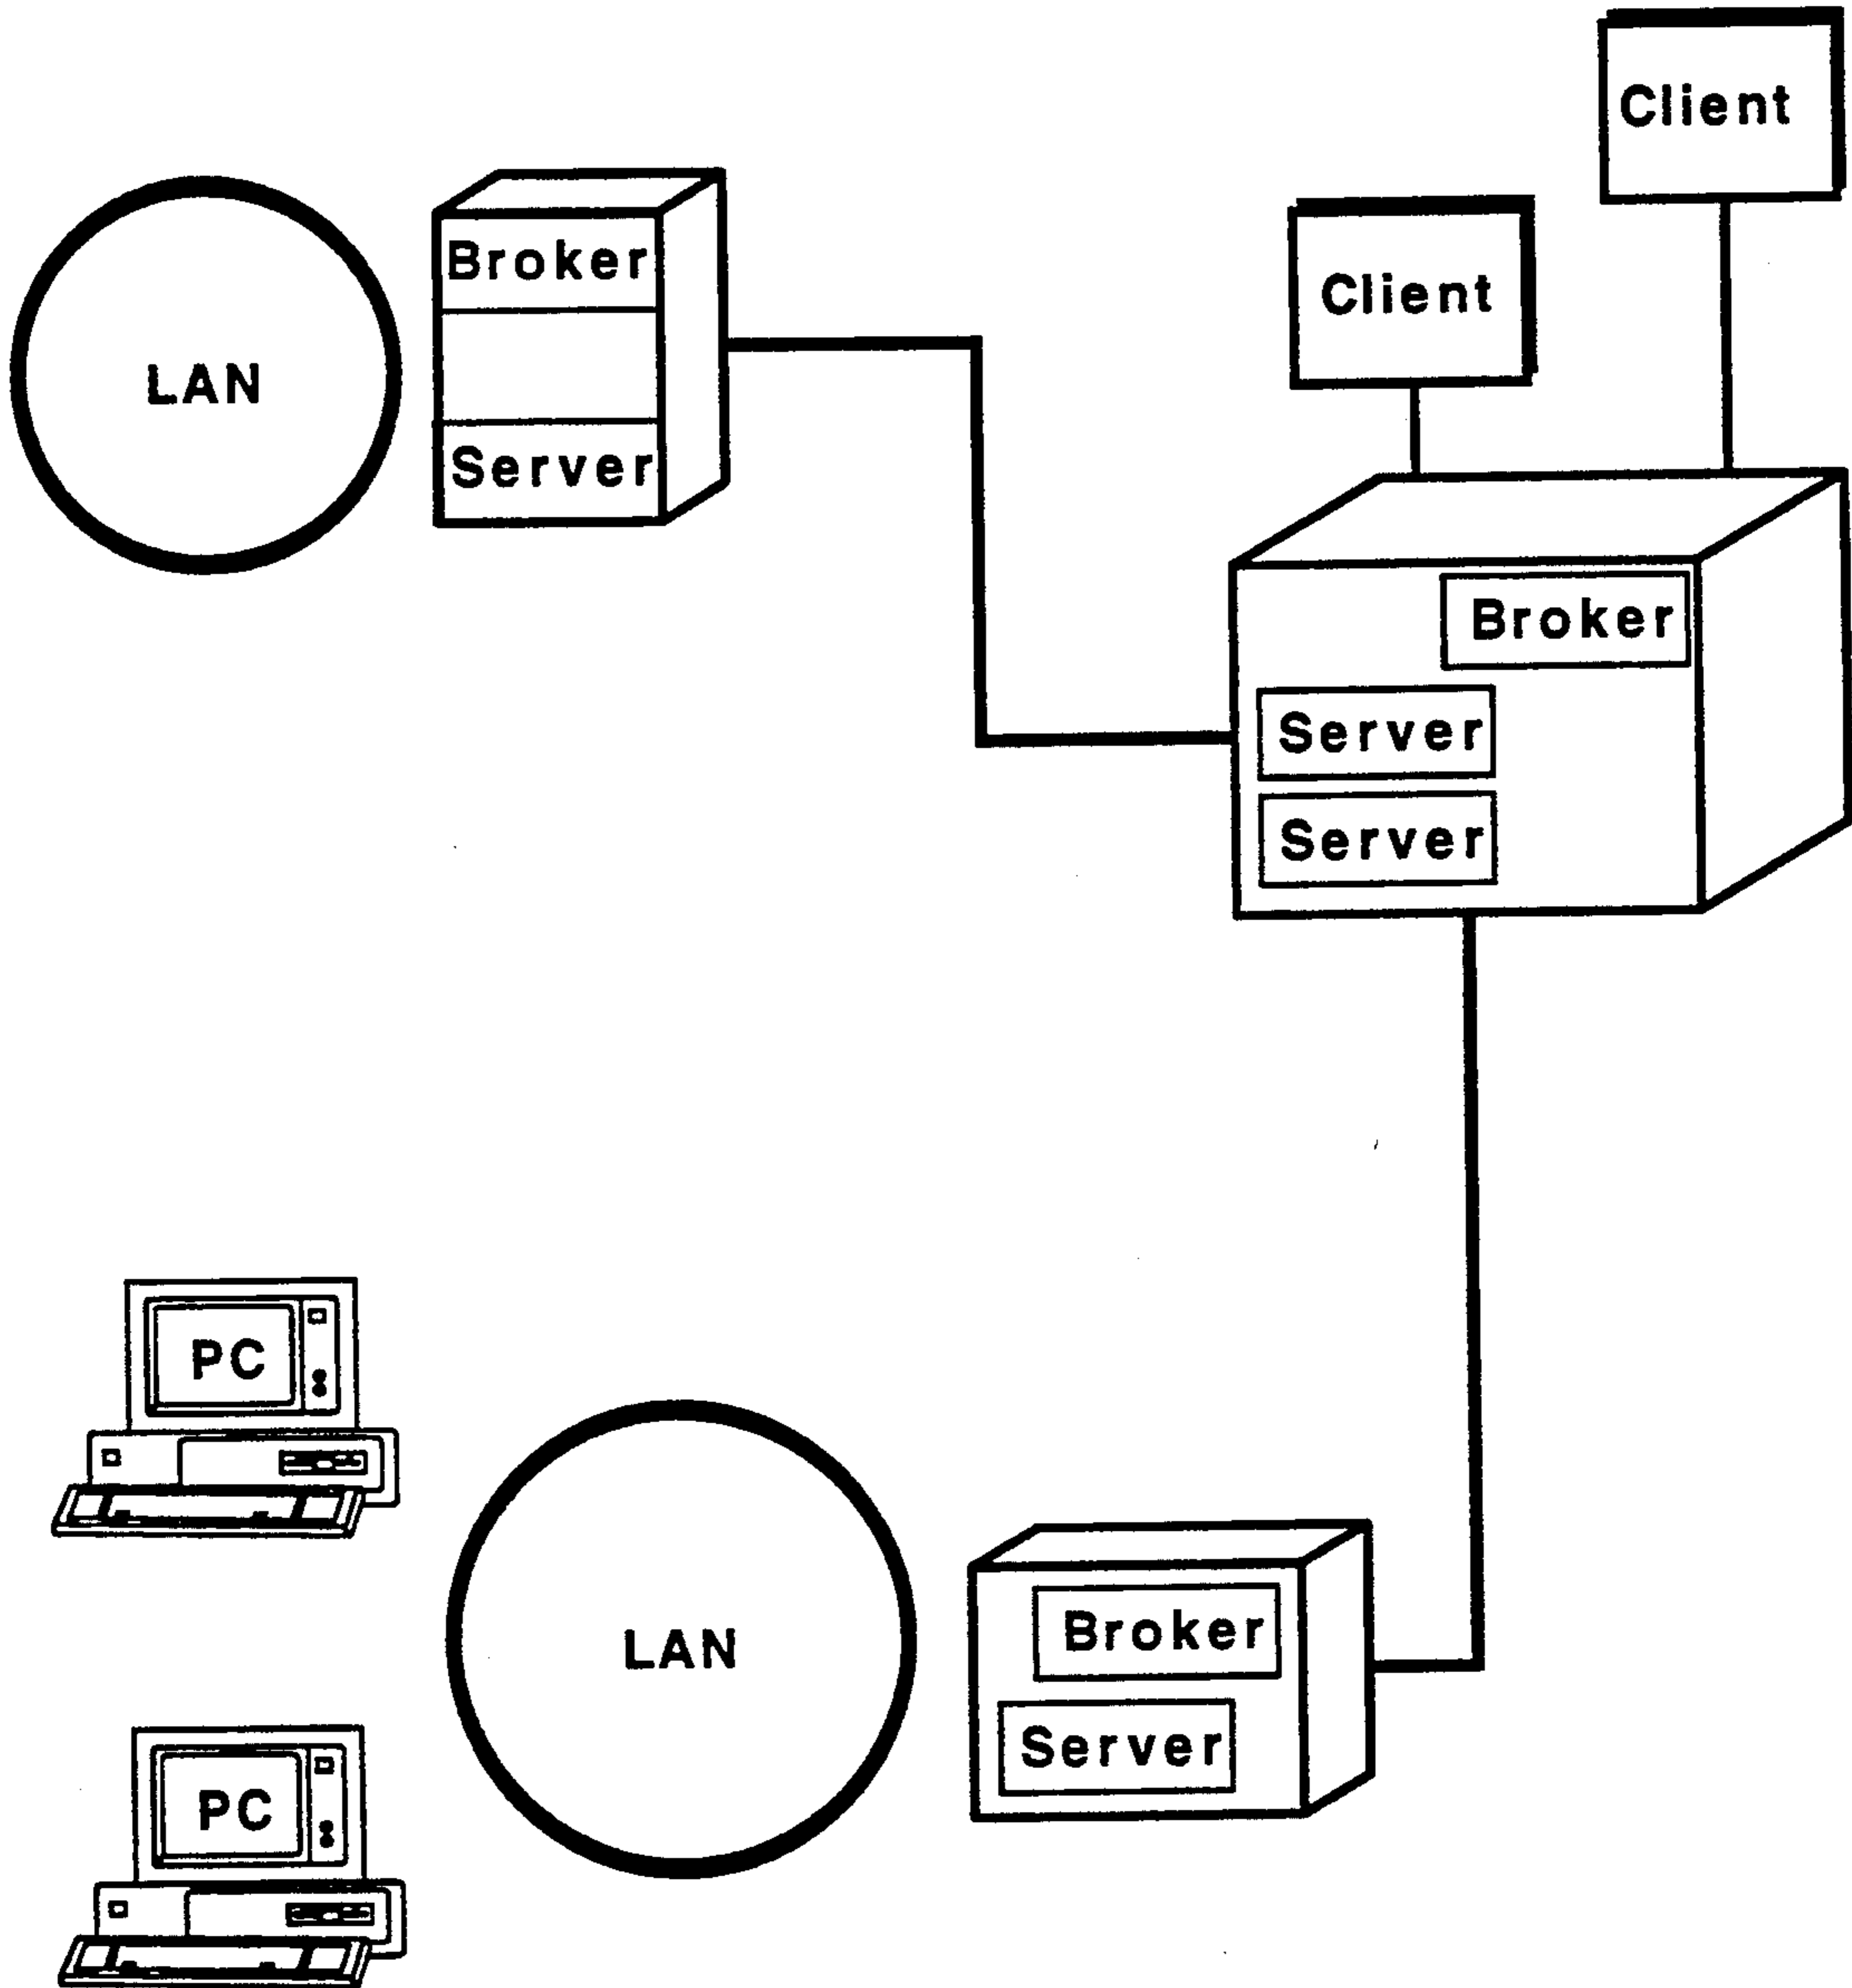 Client
Client
Broker
LAN
Server
Broker
Server
Server
PC
LAN
Broker
Server
PC